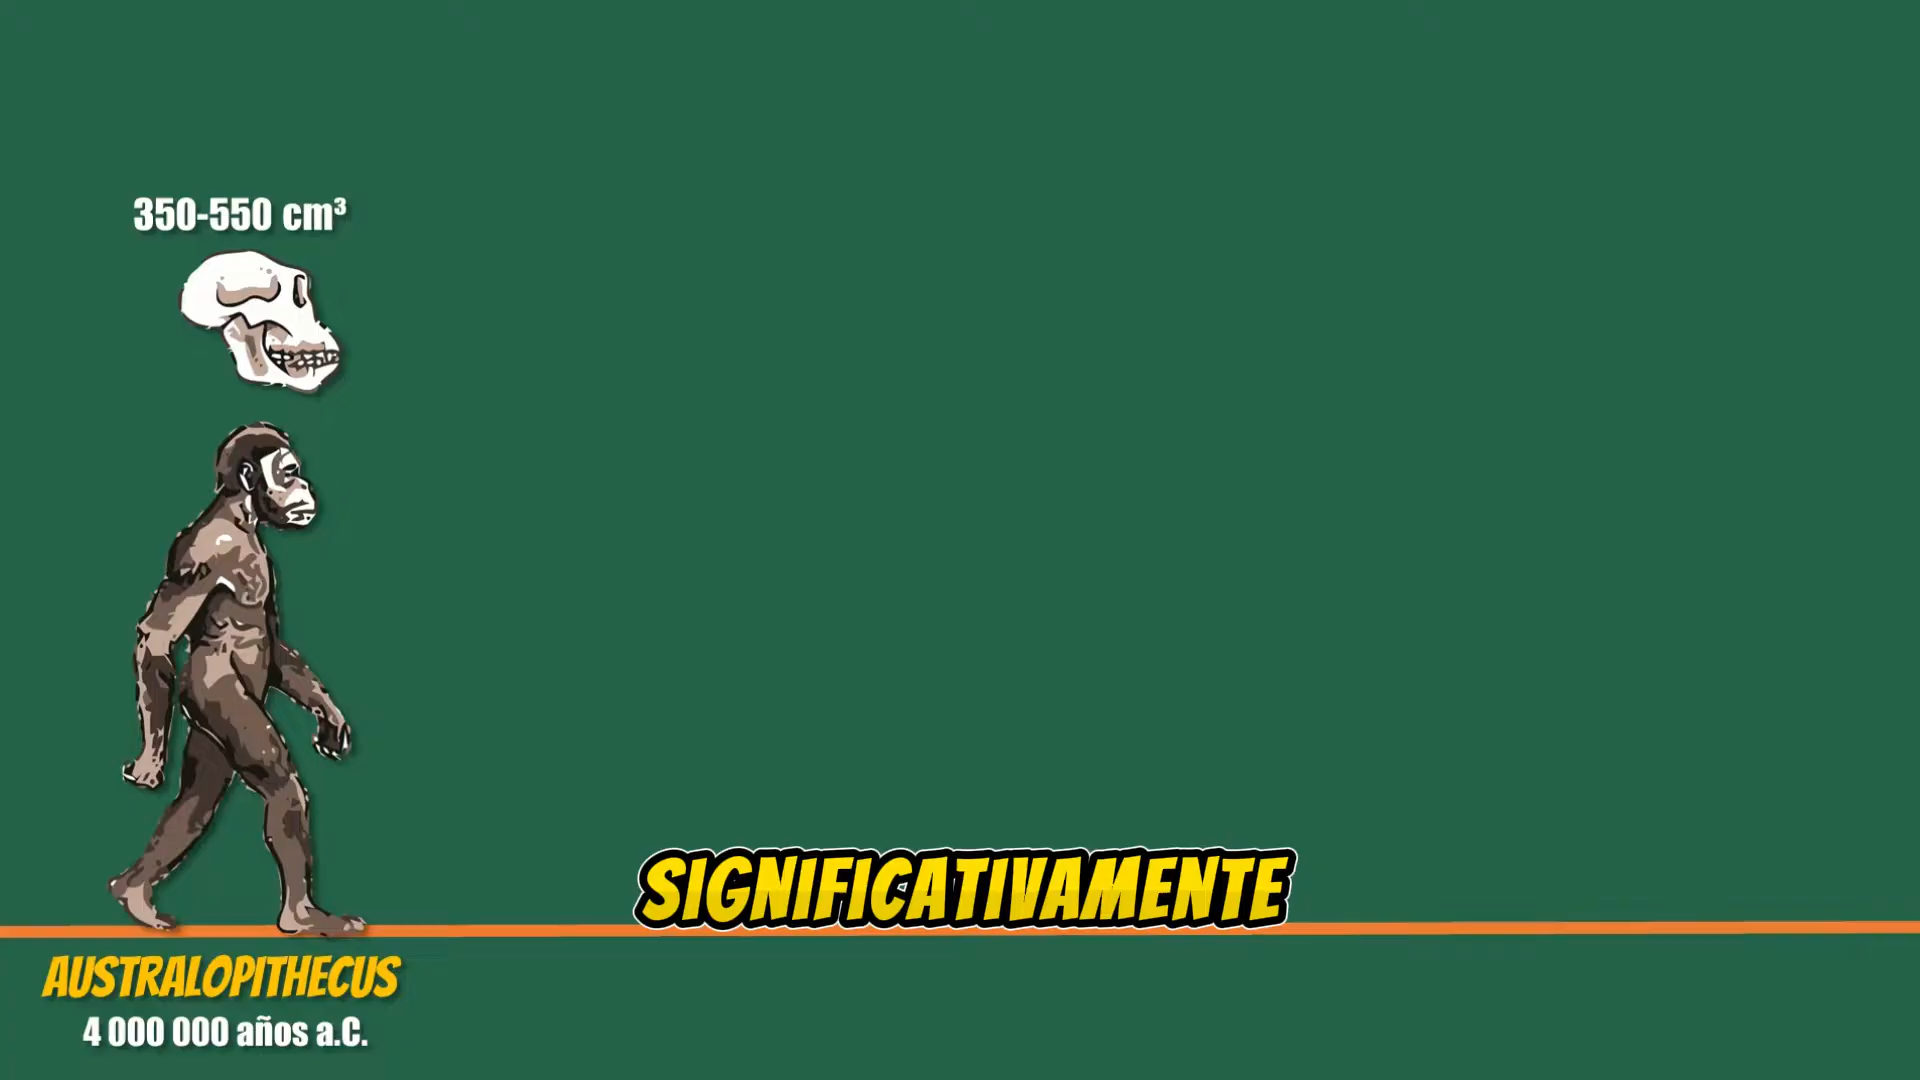 350-550 cm³
SIGNIFICATIVAMENTE
AUSTRALOPITHECUS
4 000 000 años a.C.